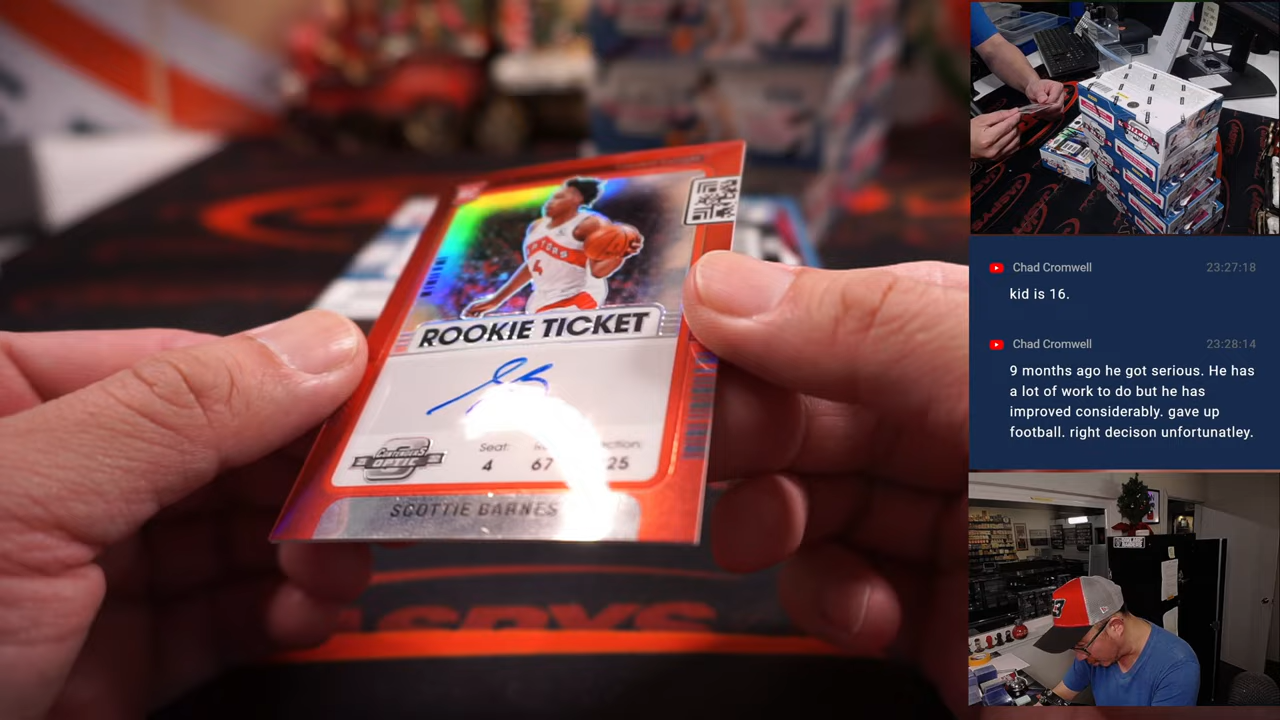 ROOKIE TICKET
CONTENDERS
OPTIC
Seat:
4
67
25
SCOTTIE BARNES
Chad Cromwell
23:27:18
kid is 16.
Chad Cromwell
23:28:14
9 months ago he got serious. He has
a lot of work to do but he has
improved considerably. gave up
football. right decison unfortunatley.